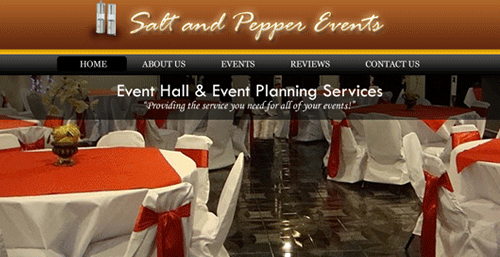 Salt and Pepper Events
HOME ABOUT US EVENTS REVIEWS CONTACT US
Event Hall & Event Planning Services
"Providing the service you need for all of your events!"